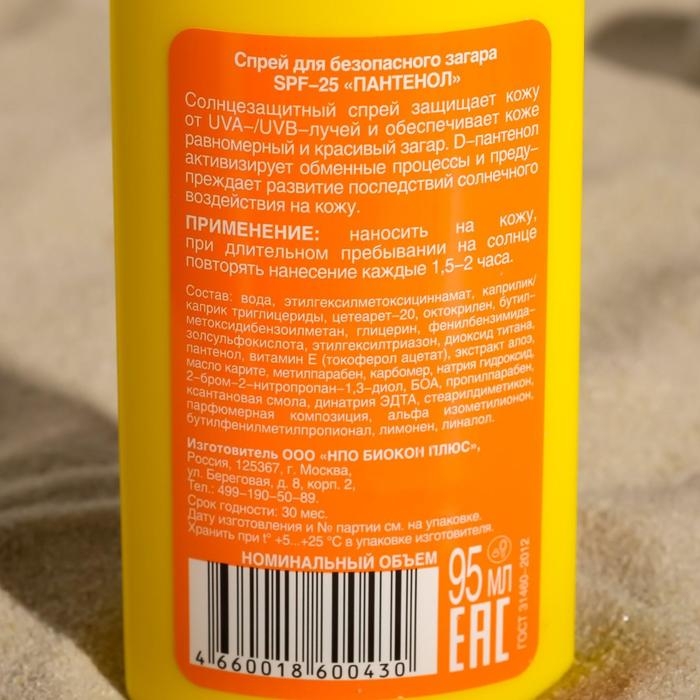 Спрей для безопасного загара
SPF–25 «ПАНТЕНОЛ»
Солнцезащитный спрей защищает кожу
от UVA–/UVB–лучей и обеспечивает коже
равномерный и красивый загар. D–пантенол
активизирует обменные процессы и преду–
преждает развитие последствий солнечного
воздействия на кожу.
ПРИМЕНЕНИЕ: наносить на кожу,
при длительном пребывании на солнце
повторять нанесение каждые 1,5–2 часа.
Состав: вода, этилгексилметоксициннамат, каприлик/
каприк триглицериды, цетеарет–20, октокрилен, бутил–
метоксидибензоилметан, глицерин, фенилбензимида–
золсульфокислота, этилгексилтриазон, диоксид титана,
пантенол, витамин Е (токоферол ацетат), экстракт алоэ,
масло карите, метилпарабен, карбомер, натрия гидроксид,
2–бром–2–нитропропан–1,3–диол, БОА, пропилпарабен,
ксантановая смола, динатрия ЭДТА, стеарилдиметикон,
парфюмерная композиция, альфа изометилионон,
бутилфенилметилпропионал, лимонен, линалол.
Изготовитель ООО «НПО БИОКОН ПЛЮС»,
Россия, 125367, г. Москва,
ул. Береговая, д. 8, корп. 2,
Тел.: 499–190–50–89.
Срок годности: 30 мес.
Дату изготовления и № партии см. на упаковке.
Хранить при t° +5...+25 °С в упаковке изготовителя.
НОМИНАЛЬНЫЙ ОБЪЕМ
95 МЛ
ЕАС
ГОСТ 31460–2012
4 660018 600430